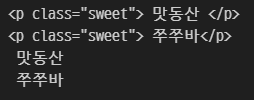 <p class="sweet"> 맛동산 </p>
<p class="sweet"> 쭈쭈바</p>
맛동산
쭈쭈바